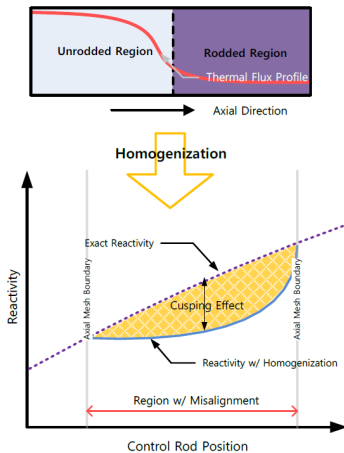 Unrodded Region
Rodded Region
Thermal Flux Profile
Axial Direction
Homogenization
Exact Reactivity
Axial Mesh Boundary
Axial Mesh Boundary
Cusping Effect
Reactivity
Reactivity w/ Homogenization
Region w/ Misalignment
Control Rod Position